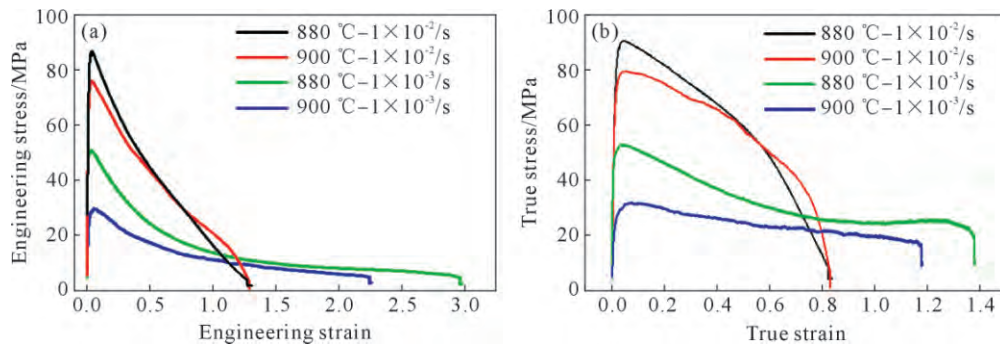 (a)
880 ℃-1×10⁻²/s
900 ℃-1×10⁻²/s
880 ℃-1×10⁻³/s
900 ℃-1×10⁻³/s
Engineering stress/MPa
100
80
60
40
20
0
0.0 0.5 1.0 1.5 2.0 2.5 3.0
Engineering strain
(b)
880 ℃-1×10⁻²/s
900 ℃-1×10⁻²/s
880 ℃-1×10⁻³/s
900 ℃-1×10⁻³/s
True stress/MPa
100
80
60
40
20
0
0.0 0.2 0.4 0.6 0.8 1.0 1.2 1.4
True strain